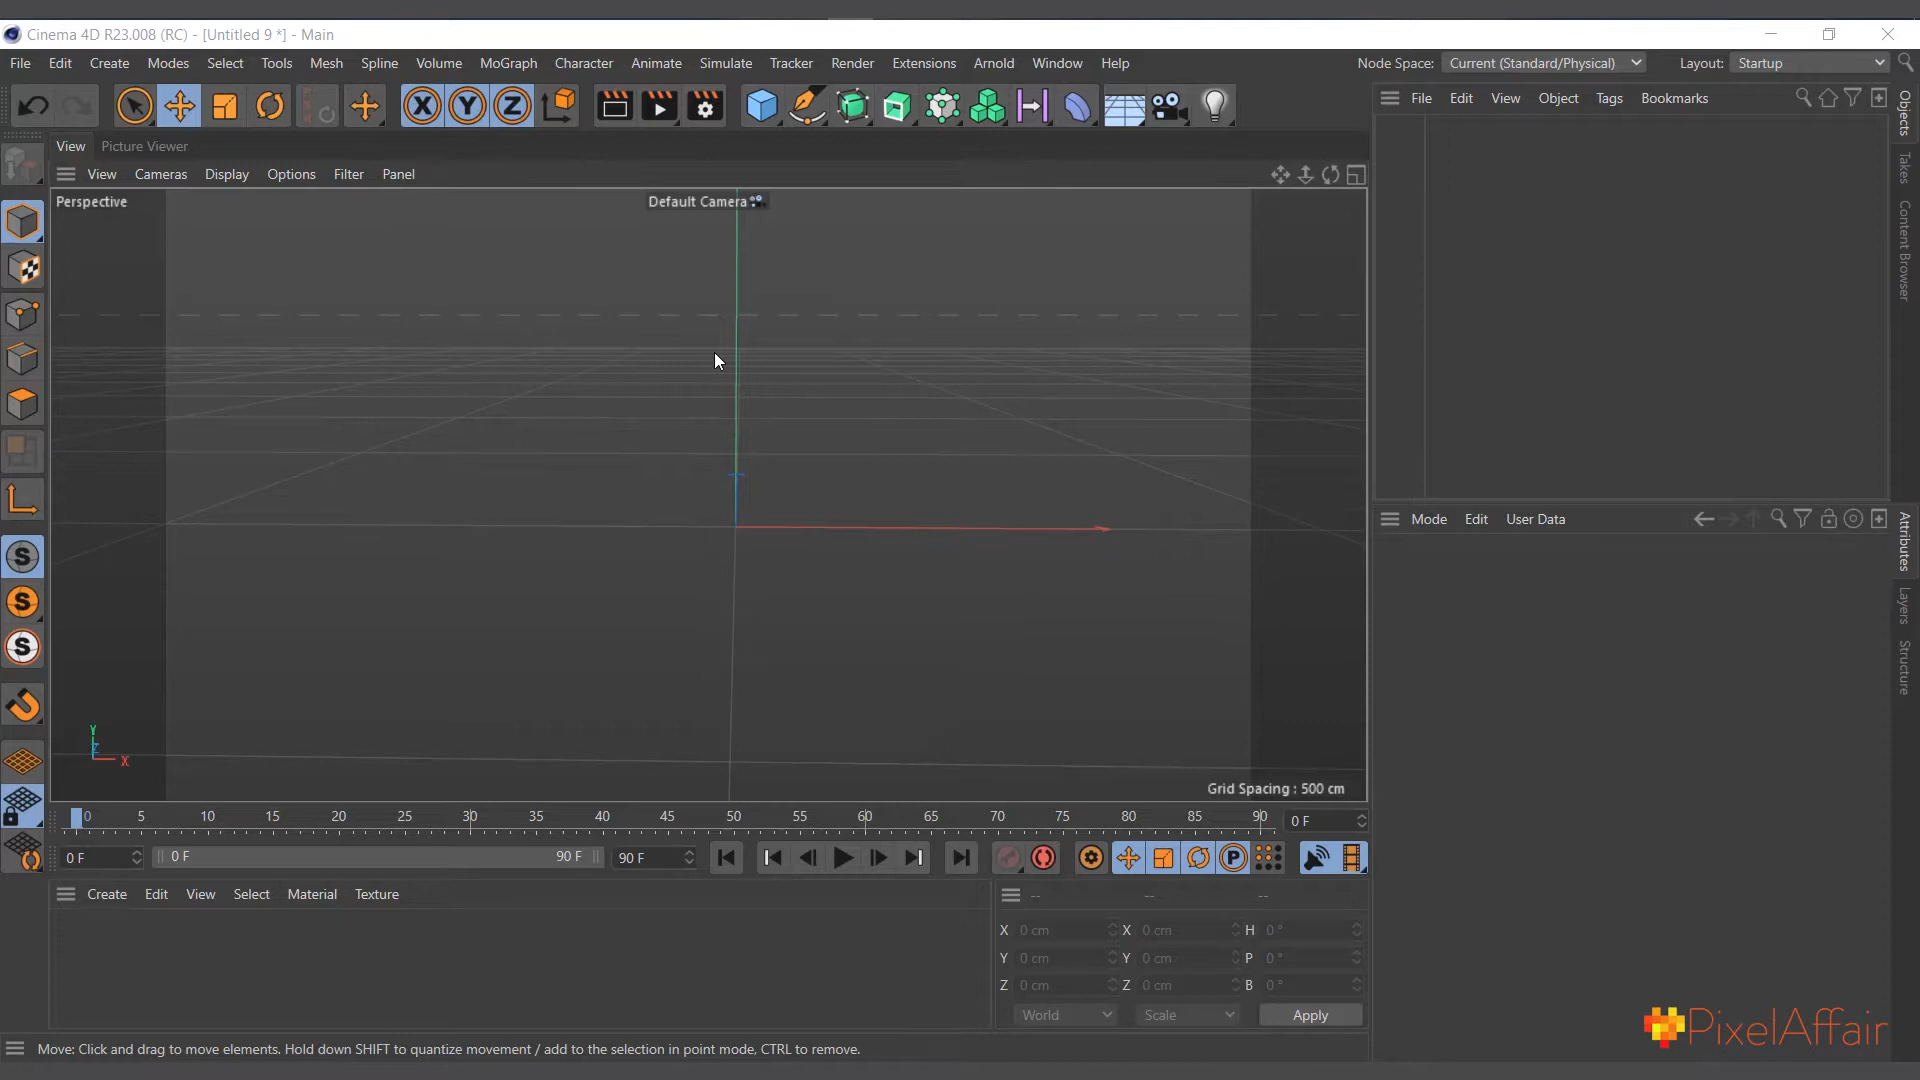 Cinema 4D R23.008 (RC) - [Untitled 9 *] - Main
File Edit Create Modes Select Tools Mesh Spline Volume MoGraph Character Animate Simulate Tracker Render Extensions Arnold Window Help Node Space: Current (Standard/Physical) Layout: Startup
X Y Z
File Edit View Object Tags Bookmarks
Objects
Takes
Content Browser
View Picture Viewer
View Cameras Display Options Filter Panel
Perspective Default Camera
S
S
S
Y
Z
X
Grid Spacing : 500 cm
Mode Edit User Data
Attributes
Layers
Structure
0 5 10 15 20 25 30 35 40 45 50 55 60 65 70 75 80 85 90 0 F
0 F 0 F 90 F 90 F P
Create Edit View Select Material Texture
-- -- --
X 0 cm X 0 cm H 0 °
Y 0 cm Y 0 cm P 0 °
Z 0 cm Z 0 cm B 0 °
World Scale Apply
PixelAffair
Move: Click and drag to move elements. Hold down SHIFT to quantize movement / add to the selection in point mode, CTRL to remove.